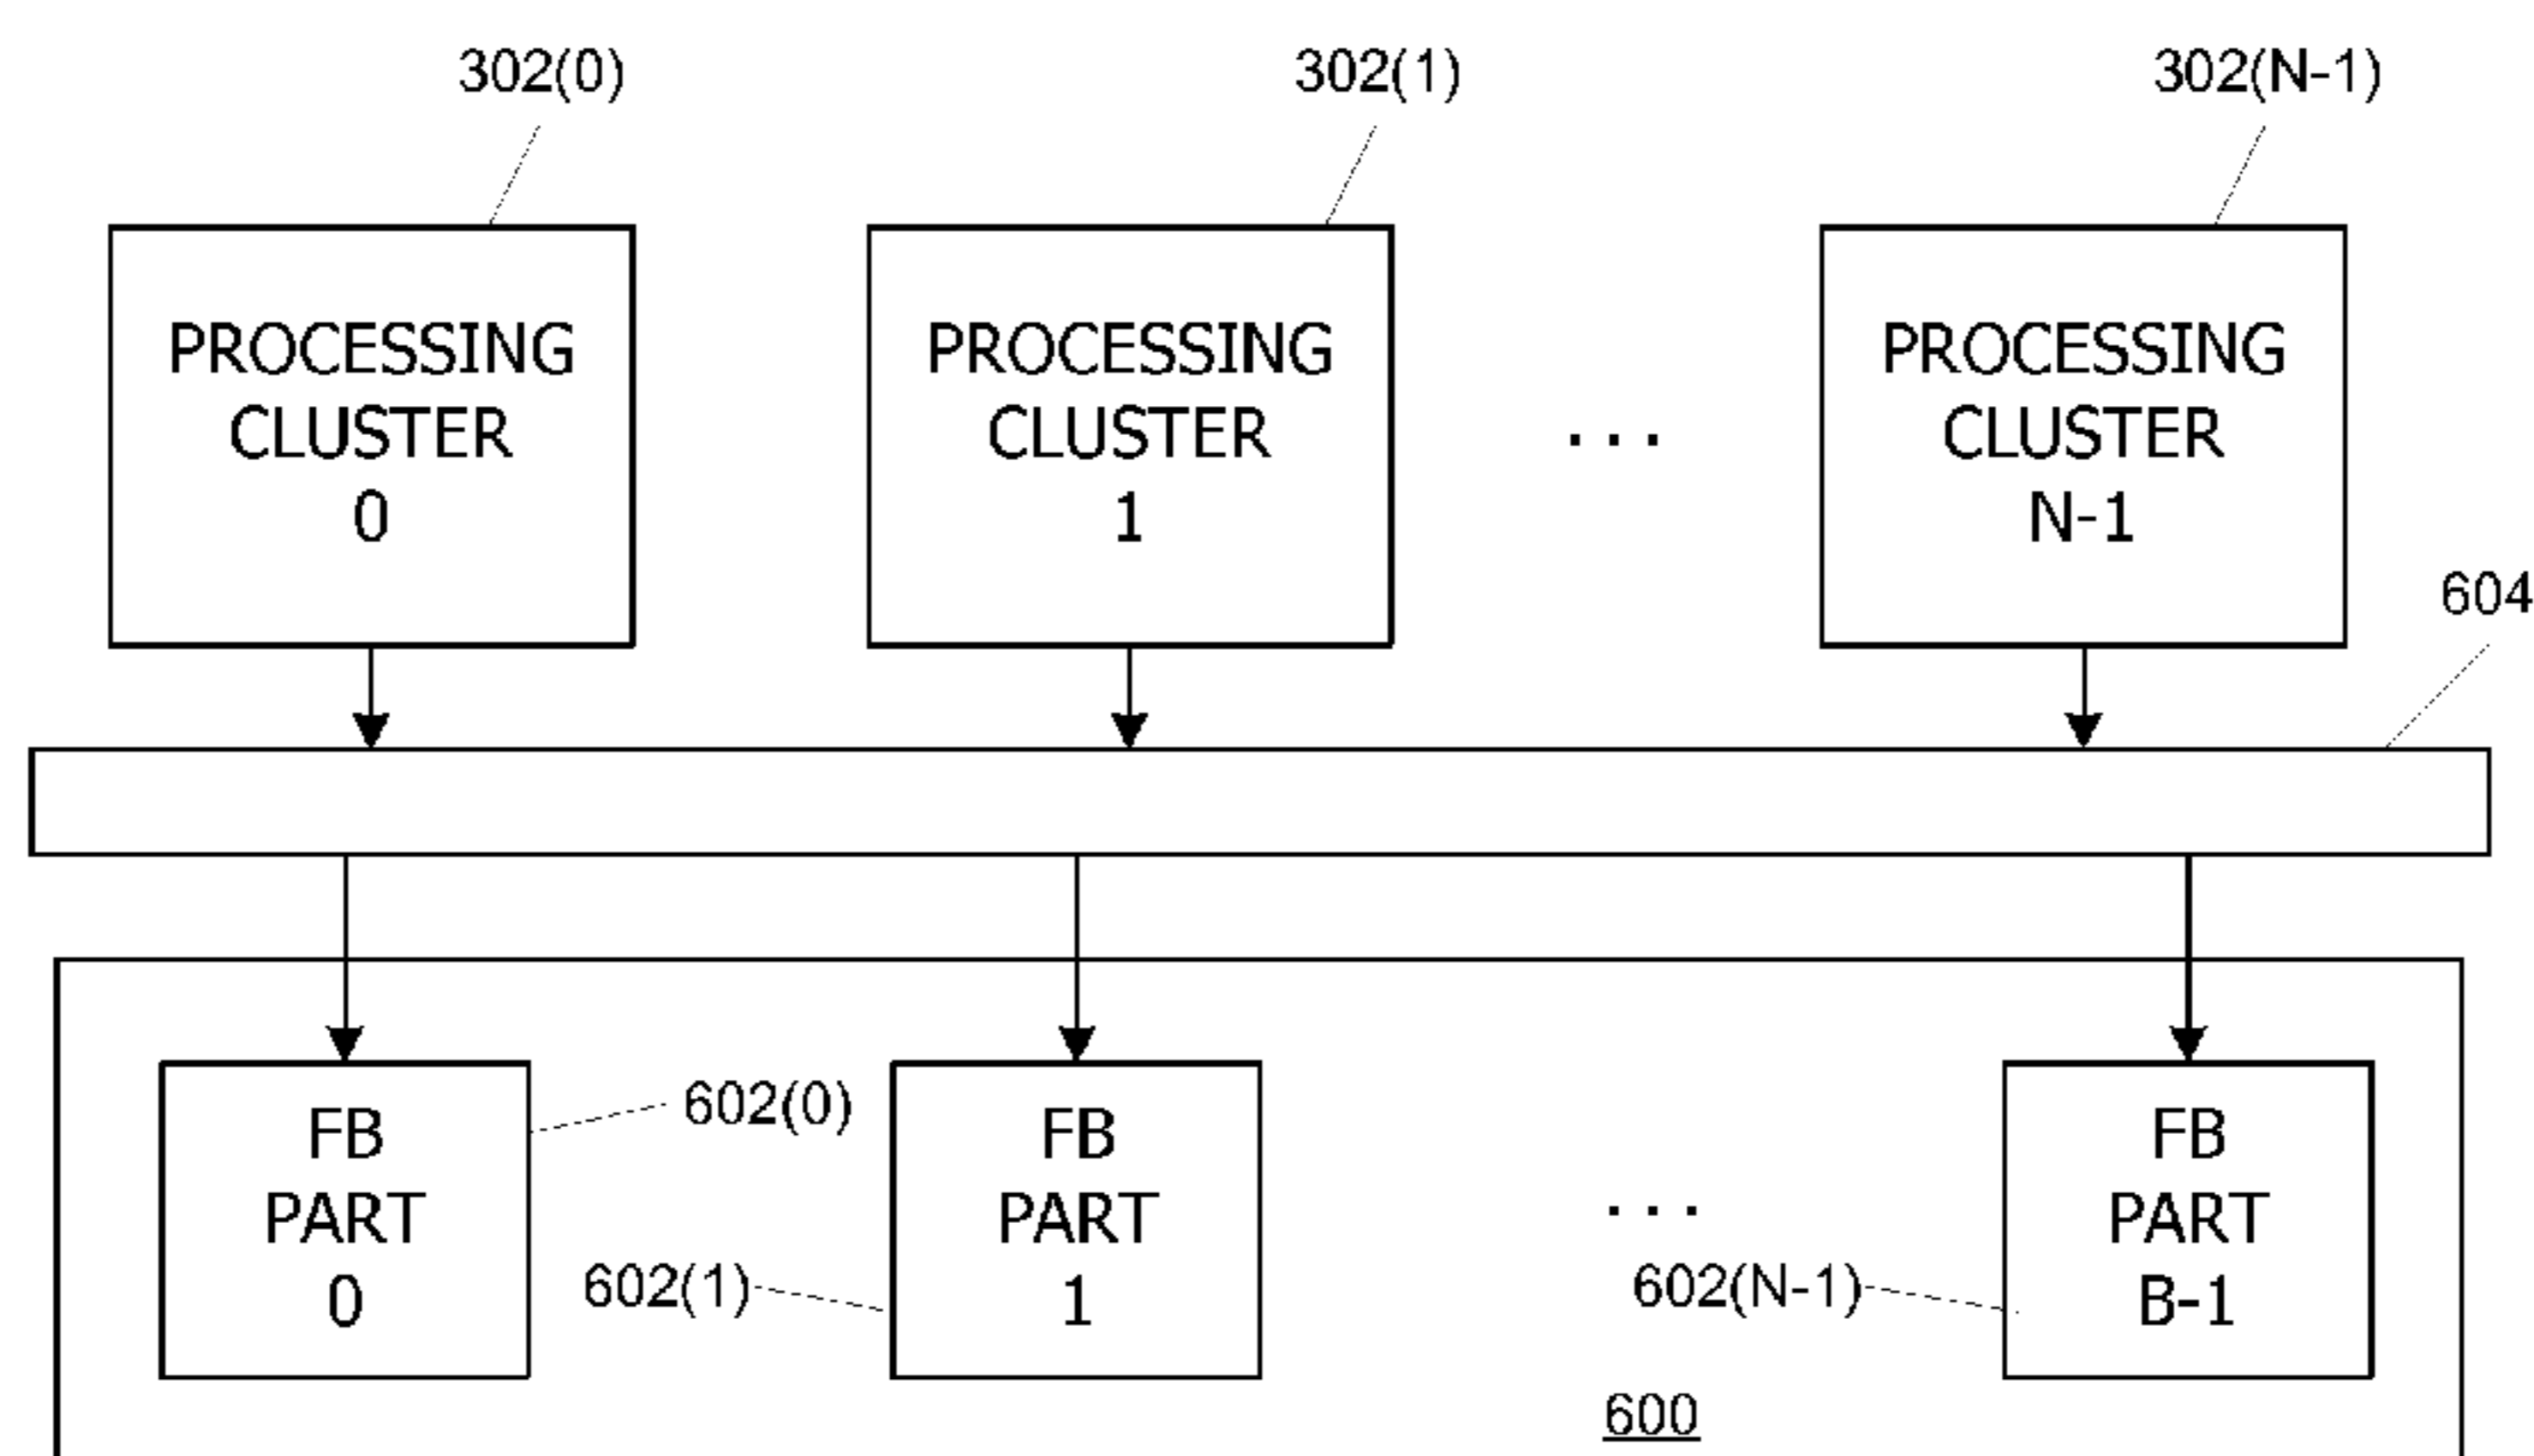 302(0)
302(1)
302(N-1)
PROCESSING
CLUSTER
0
PROCESSING
CLUSTER
1
...
PROCESSING
CLUSTER
N-1
604
FB
PART
0
602(0)
602(1)
FB
PART
1
...
602(N-1)
FB
PART
B-1
600